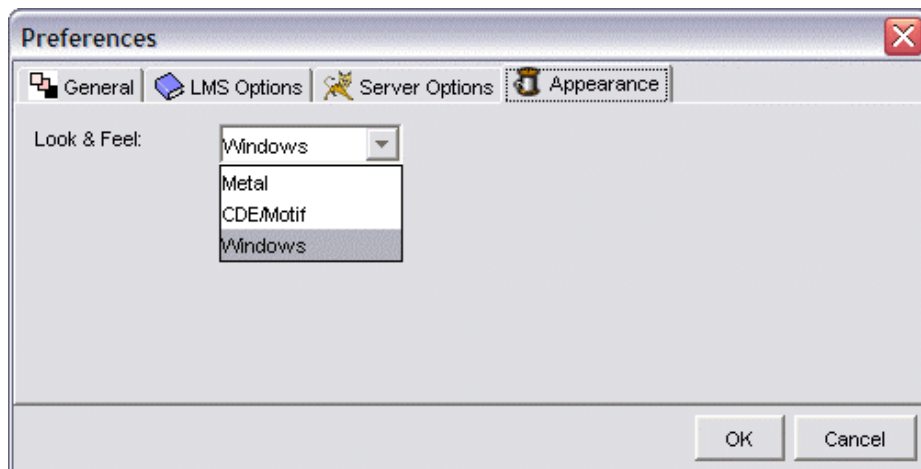 Preferences
General LMS Options Server Options Appearance
Look & Feel: Windows
Metal
CDE/Motif
Windows
OK Cancel